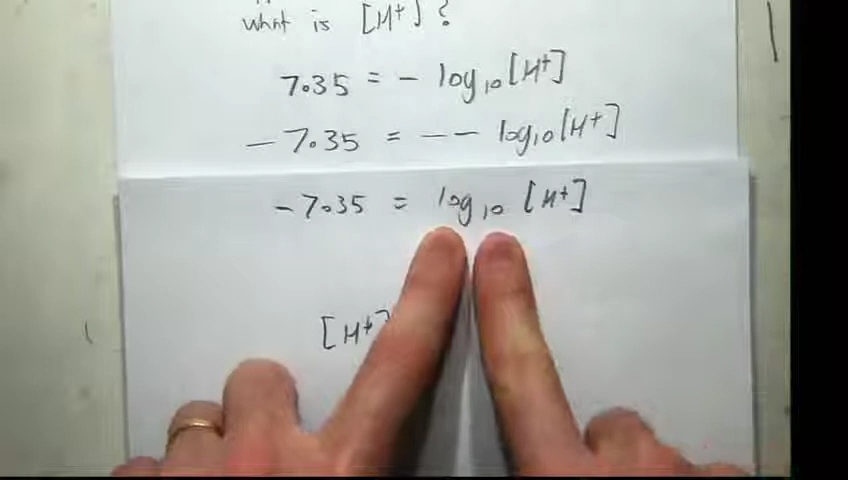 what is [H+]?
7.35 = - log10 [H+]
- 7.35 = - - log10 [H+]
- 7.35 = log10 [H+]
[H+]